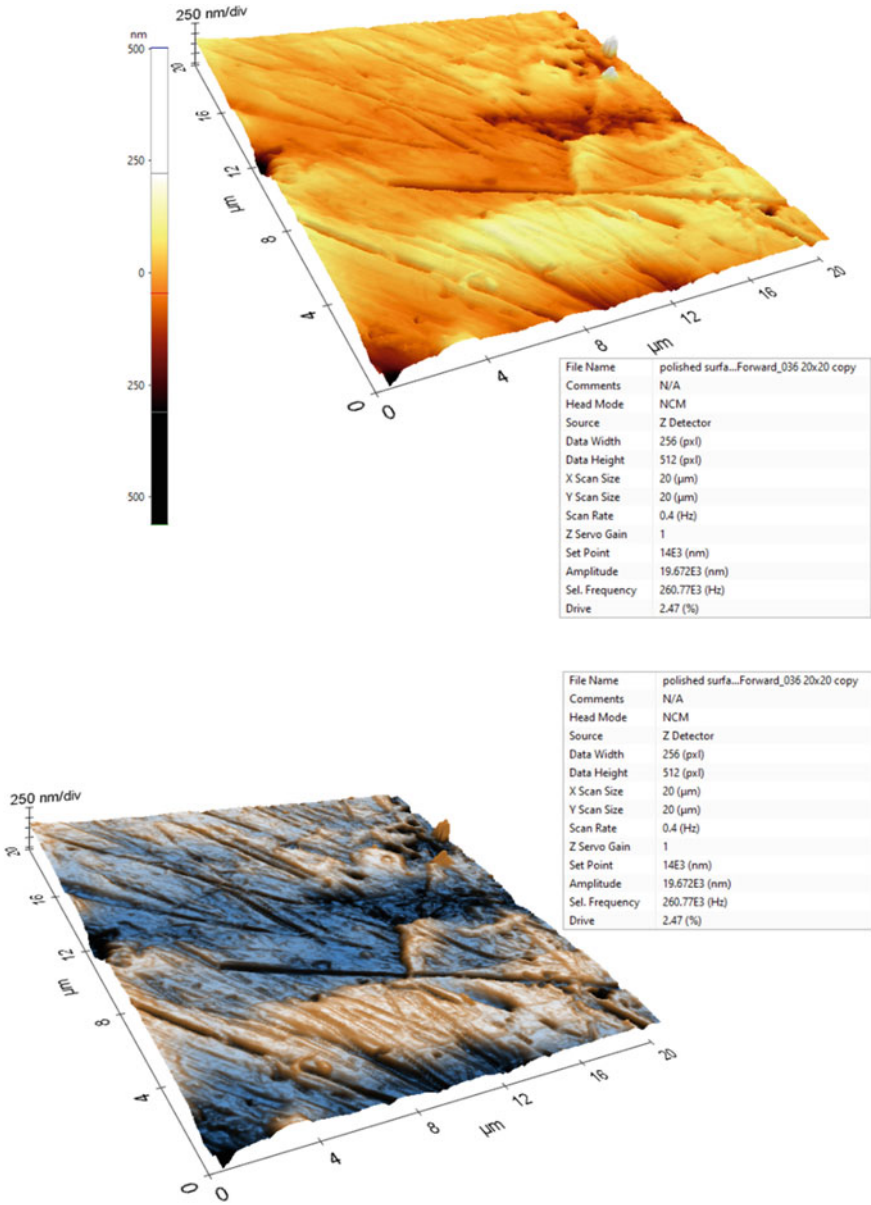 250 nm/div
nm
500
250
0
250
500
20
16
12
µm
8
4
0
0
4
8
µm
12
16
20
File Name polished surfa...Forward_036 20x20 copy
Comments N/A
Head Mode NCM
Source Z Detector
Data Width 256 (pxl)
Data Height 512 (pxl)
X Scan Size 20 (µm)
Y Scan Size 20 (µm)
Scan Rate 0.4 (Hz)
Z Servo Gain 1
Set Point 14E3 (nm)
Amplitude 19.672E3 (nm)
Sel. Frequency 260.77E3 (Hz)
Drive 2.47 (%)
File Name polished surfa...Forward_036 20x20 copy
Comments N/A
Head Mode NCM
Source Z Detector
Data Width 256 (pxl)
Data Height 512 (pxl)
X Scan Size 20 (µm)
Y Scan Size 20 (µm)
Scan Rate 0.4 (Hz)
Z Servo Gain 1
Set Point 14E3 (nm)
Amplitude 19.672E3 (nm)
Sel. Frequency 260.77E3 (Hz)
Drive 2.47 (%)
250 nm/div
20
16
12
µm
8
4
0
0
4
8
µm
12
16
20